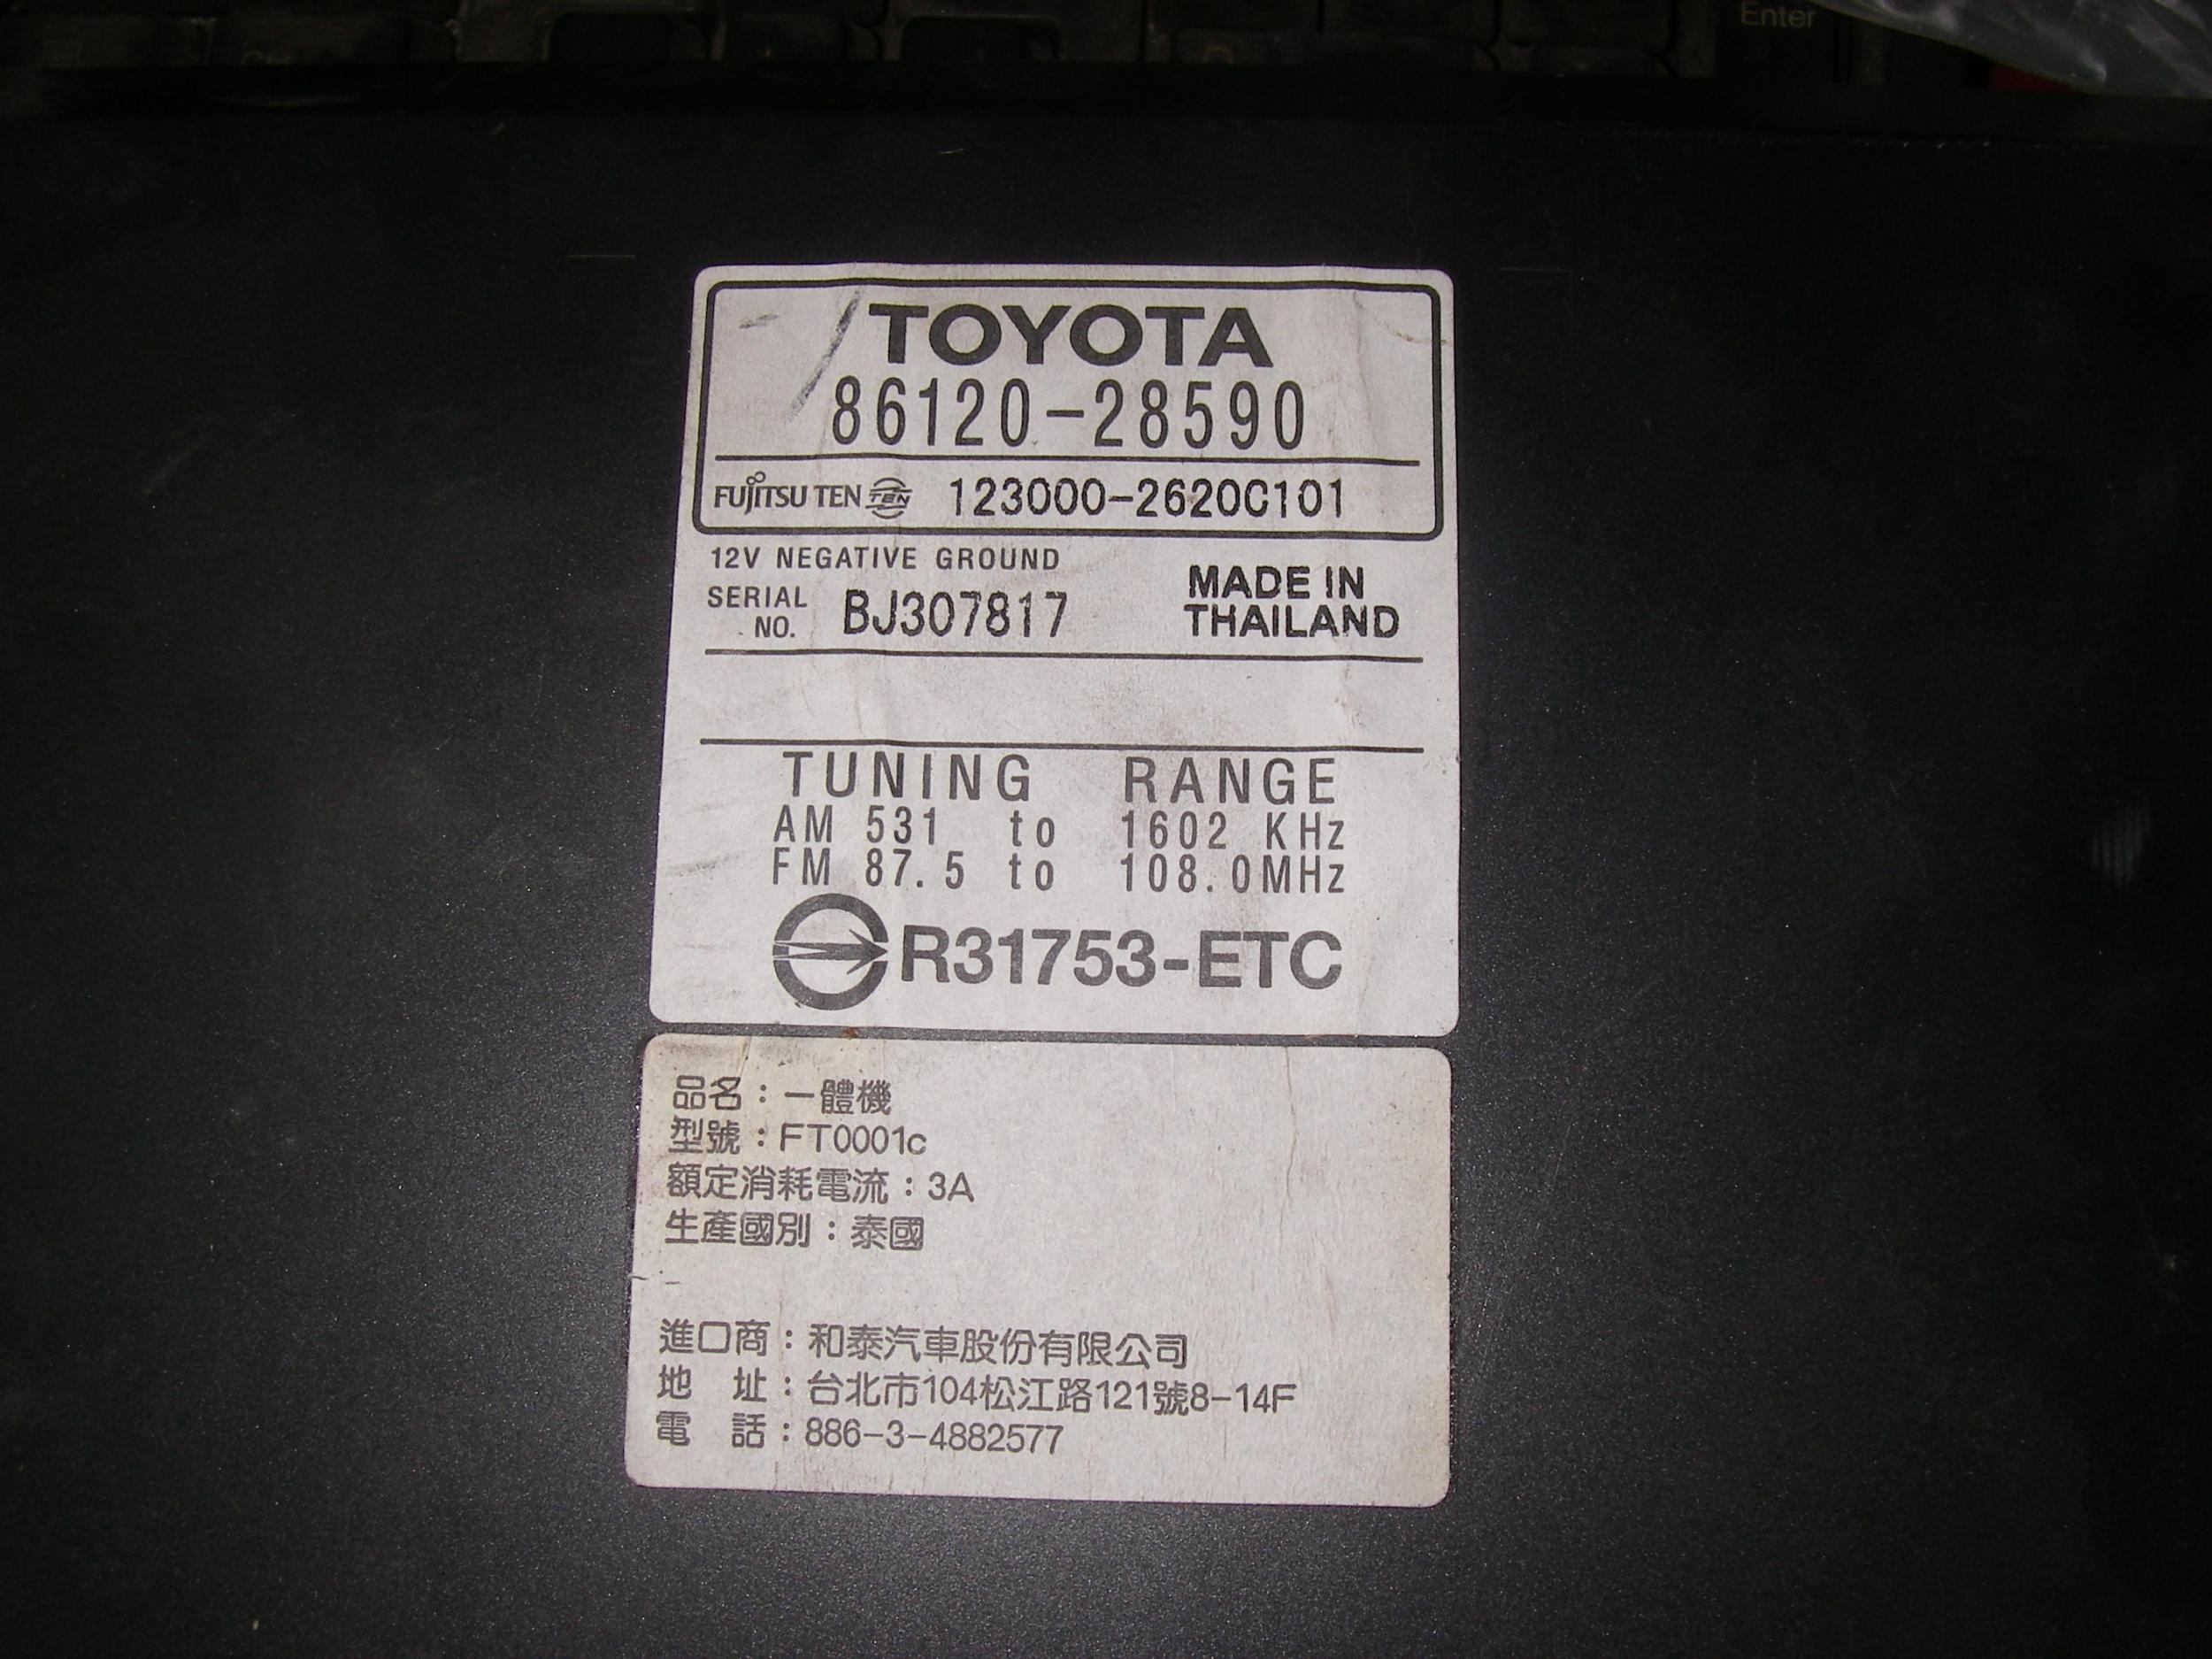 Enter
TOYOTA
86120-28590
FUJITSU TEN TEN 123000-2620C101
12V NEGATIVE GROUND
SERIAL NO. BJ307817
MADE IN
THAILAND
TUNING RANGE
AM 531 to 1602 KHz
FM 87.5 to 108.0MHz
R31753-ETC
品名：一體機
型號：FT0001c
額定消耗電流：3A
生產國別：泰國
進口商：和泰汽車股份有限公司
地 址：台北市104松江路121號8-14F
電 話：886-3-4882577